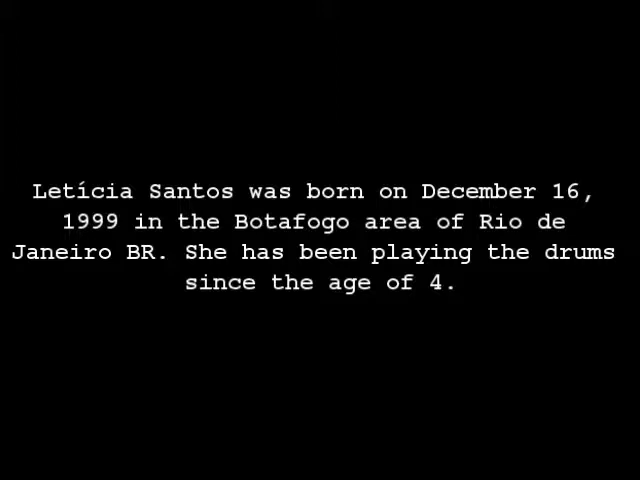 Letícia Santos was born on December 16,
1999 in the Botafogo area of Rio de
Janeiro BR. She has been playing the drums
since the age of 4.